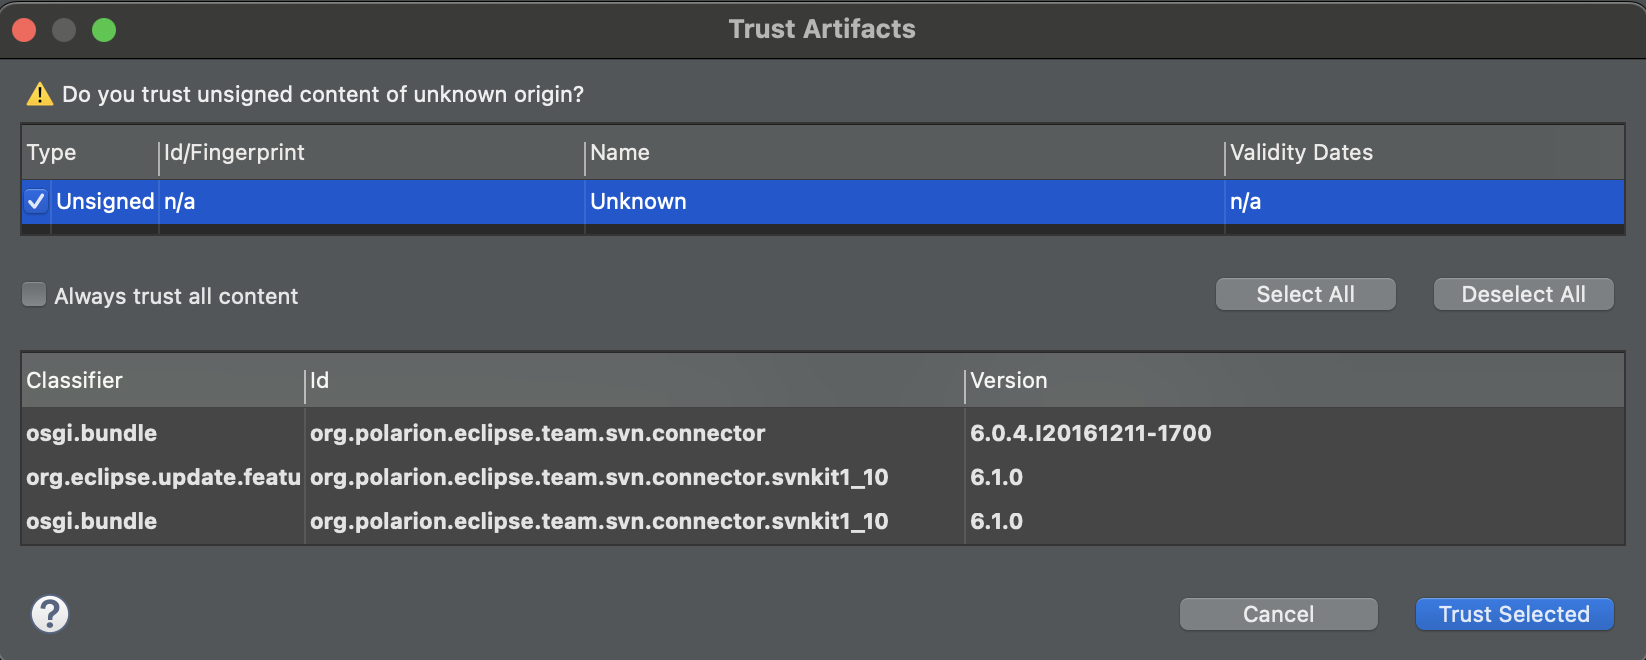 Trust Artifacts
Do you trust unsigned content of unknown origin?
Type Id/Fingerprint Name Validity Dates
Unsigned n/a Unknown n/a
Always trust all content Select All Deselect All
Classifier Id Version
osgi.bundle org.polarion.eclipse.team.svn.connector 6.0.4.I20161211-1700
org.eclipse.update.featu org.polarion.eclipse.team.svn.connector.svnkit1_10 6.1.0
osgi.bundle org.polarion.eclipse.team.svn.connector.svnkit1_10 6.1.0
? Cancel Trust Selected